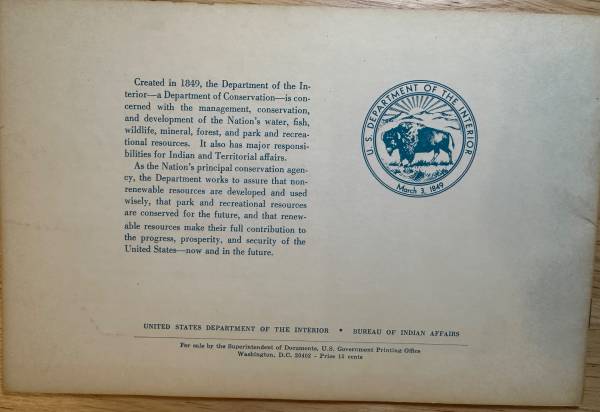 Created in 1849, the Department of the In-
terior—a Department of Conservation—is con-
cerned with the management, conservation,
and development of the Nation's water, fish,
wildlife, mineral, forest, and park and recrea-
tional resources. It also has major responsi-
bilities for Indian and Territorial affairs.
As the Nation's principal conservation agen-
cy, the Department works to assure that non-
renewable resources are developed and used
wisely, that park and recreational resources
are conserved for the future, and that renew-
able resources make their full contribution to
the progress, prosperity, and security of the
United States—now and in the future.
U. S. DEPARTMENT OF THE INTERIOR
March 3, 1849
UNITED STATES DEPARTMENT OF THE INTERIOR • BUREAU OF INDIAN AFFAIRS
For sale by the Superintendent of Documents, U.S. Government Printing Office
Washington, D.C. 20402 - Price 15 cents